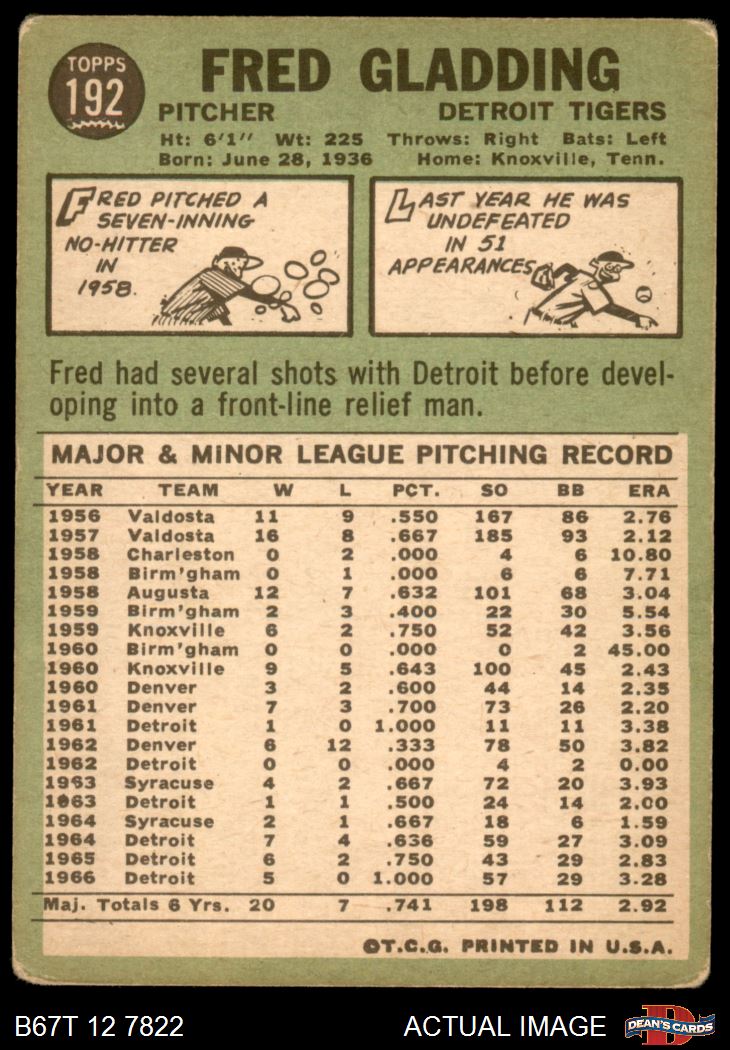 TOPPS
192
FRED GLADDING
PITCHER DETROIT TIGERS
Ht: 6'1" Wt: 225 Throws: Right Bats: Left
Born: June 28, 1936 Home: Knoxville, Tenn.
FRED PITCHED A
SEVEN-INNING
NO-HITTER
IN
1958.
LAST YEAR HE WAS
UNDEFEATED
IN 51
APPEARANCES
Fred had several shots with Detroit before devel-
oping into a front-line relief man.
MAJOR & MINOR LEAGUE PITCHING RECORD
YEAR TEAM W L PCT. SO BB ERA
1956 Valdosta 11 9 .550 167 86 2.76
1957 Valdosta 16 8 .667 185 93 2.12
1958 Charleston 0 2 .000 4 6 10.80
1958 Birm'gham 0 1 .000 6 6 7.71
1958 Augusta 12 7 .632 101 68 3.04
1959 Birm'gham 2 3 .400 22 30 5.54
1959 Knoxville 6 2 .750 52 42 3.56
1960 Birm'gham 0 0 .000 0 2 45.00
1960 Knoxville 9 5 .643 100 45 2.43
1960 Denver 3 2 .600 44 14 2.35
1961 Denver 7 3 .700 73 26 2.20
1961 Detroit 1 0 1.000 11 11 3.38
1962 Denver 6 12 .333 78 50 3.82
1962 Detroit 0 0 .000 4 2 0.00
1963 Syracuse 4 2 .667 72 20 3.93
1963 Detroit 1 1 .500 24 14 2.00
1964 Syracuse 2 1 .667 18 6 1.59
1964 Detroit 7 4 .636 59 27 3.09
1965 Detroit 6 2 .750 43 29 2.83
1966 Detroit 5 0 1.000 57 29 3.28
Maj. Totals 6 Yrs. 20 7 .741 198 112 2.92
©T.C.G. PRINTED IN U.S.A.
B67T 12 7822 ACTUAL IMAGE
D
DEAN'S CARDS